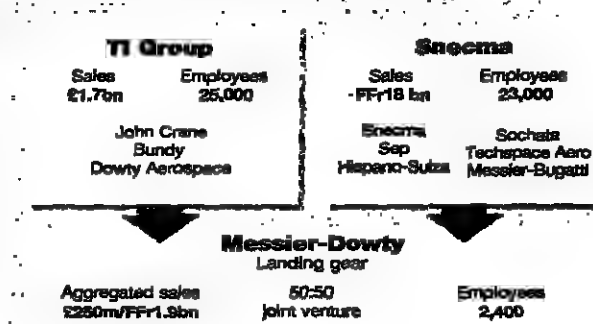 TI Group
Sales
£1.7bn
Employees
25,000
John Crane
Bundy
Dowty Aerospace
Snecma
Sales
FFr18 bn
Employees
23,000
Snecma
Sep
Hispano-Suiza
Sochata
Techspace Aero
Messier-Bugatti
Messier-Dowty
Landing gear
Aggregated sales
£250m/FFr1.9bn
50:50
joint venture
Employees
2,400